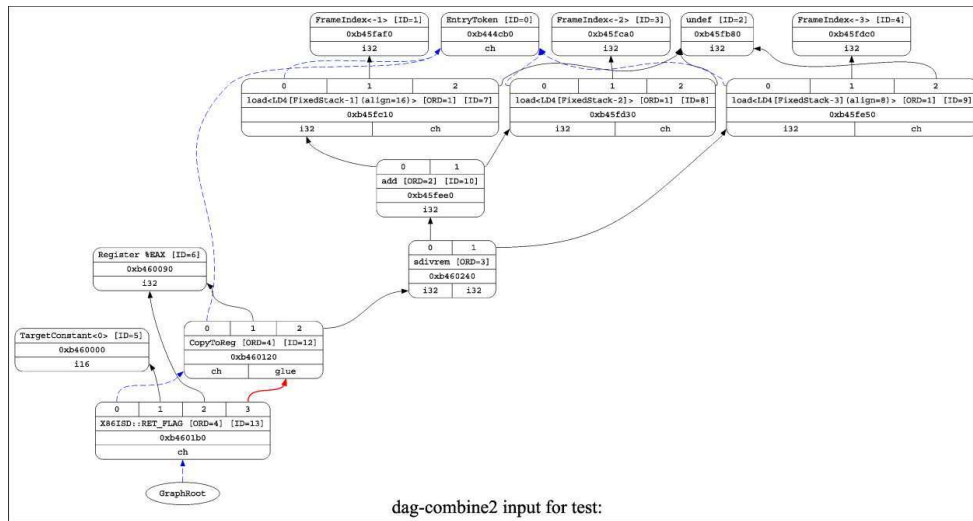 FrameIndex<-1> [ID=1]
0xb45faf0
i32
EntryToken [ID=0]
0xb444cb0
ch
FrameIndex<-2> [ID=3]
0xb45fca0
i32
undef [ID=2]
0xb45fb80
i32
FrameIndex<-3> [ID=4]
0xb45fdc0
i32
0 1 2
load<LD4[FixedStack-1](align=16)> [ORD=1] [ID=7]
0xb45fc10
i32 ch
0 1 2
load<LD4[FixedStack-2]> [ORD=1] [ID=8]
0xb45fd30
i32 ch
0 1 2
load<LD4[FixedStack-3](align=8)> [ORD=1] [ID=9]
0xb45fe50
i32 ch
0 1
add [ORD=2] [ID=10]
0xb45fee0
i32
0 1
sdivrem [ORD=3]
0xb460240
i32 i32
Register %EAX [ID=6]
0xb460090
i32
TargetConstant<0> [ID=5]
0xb460000
i16
0 1 2
CopyToReg [ORD=4] [ID=12]
0xb460120
ch glue
0 1 2 3
X86ISD::RET_FLAG [ORD=4] [ID=13]
0xb4601b0
ch
GraphRoot
dag-combine2 input for test: